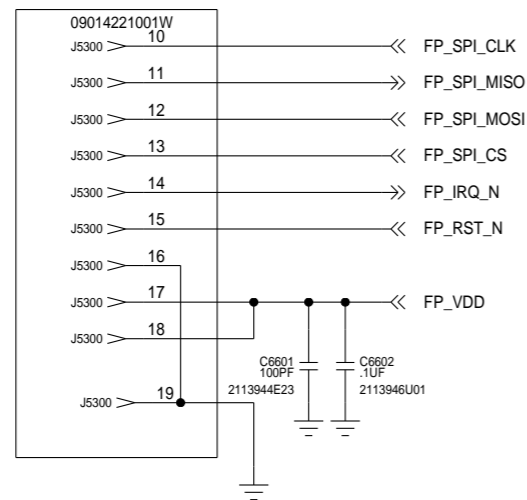 09014221001W
J5300 10 FP_SPI_CLK
J5300 11 FP_SPI_MISO
J5300 12 FP_SPI_MOSI
J5300 13 FP_SPI_CS
J5300 14 FP_IRQ_N
J5300 15 FP_RST_N
J5300 16
J5300 17 FP_VDD
J5300 18
C6601 C6602
100PF .1UF
2113944E23 2113946U01
J5300 19